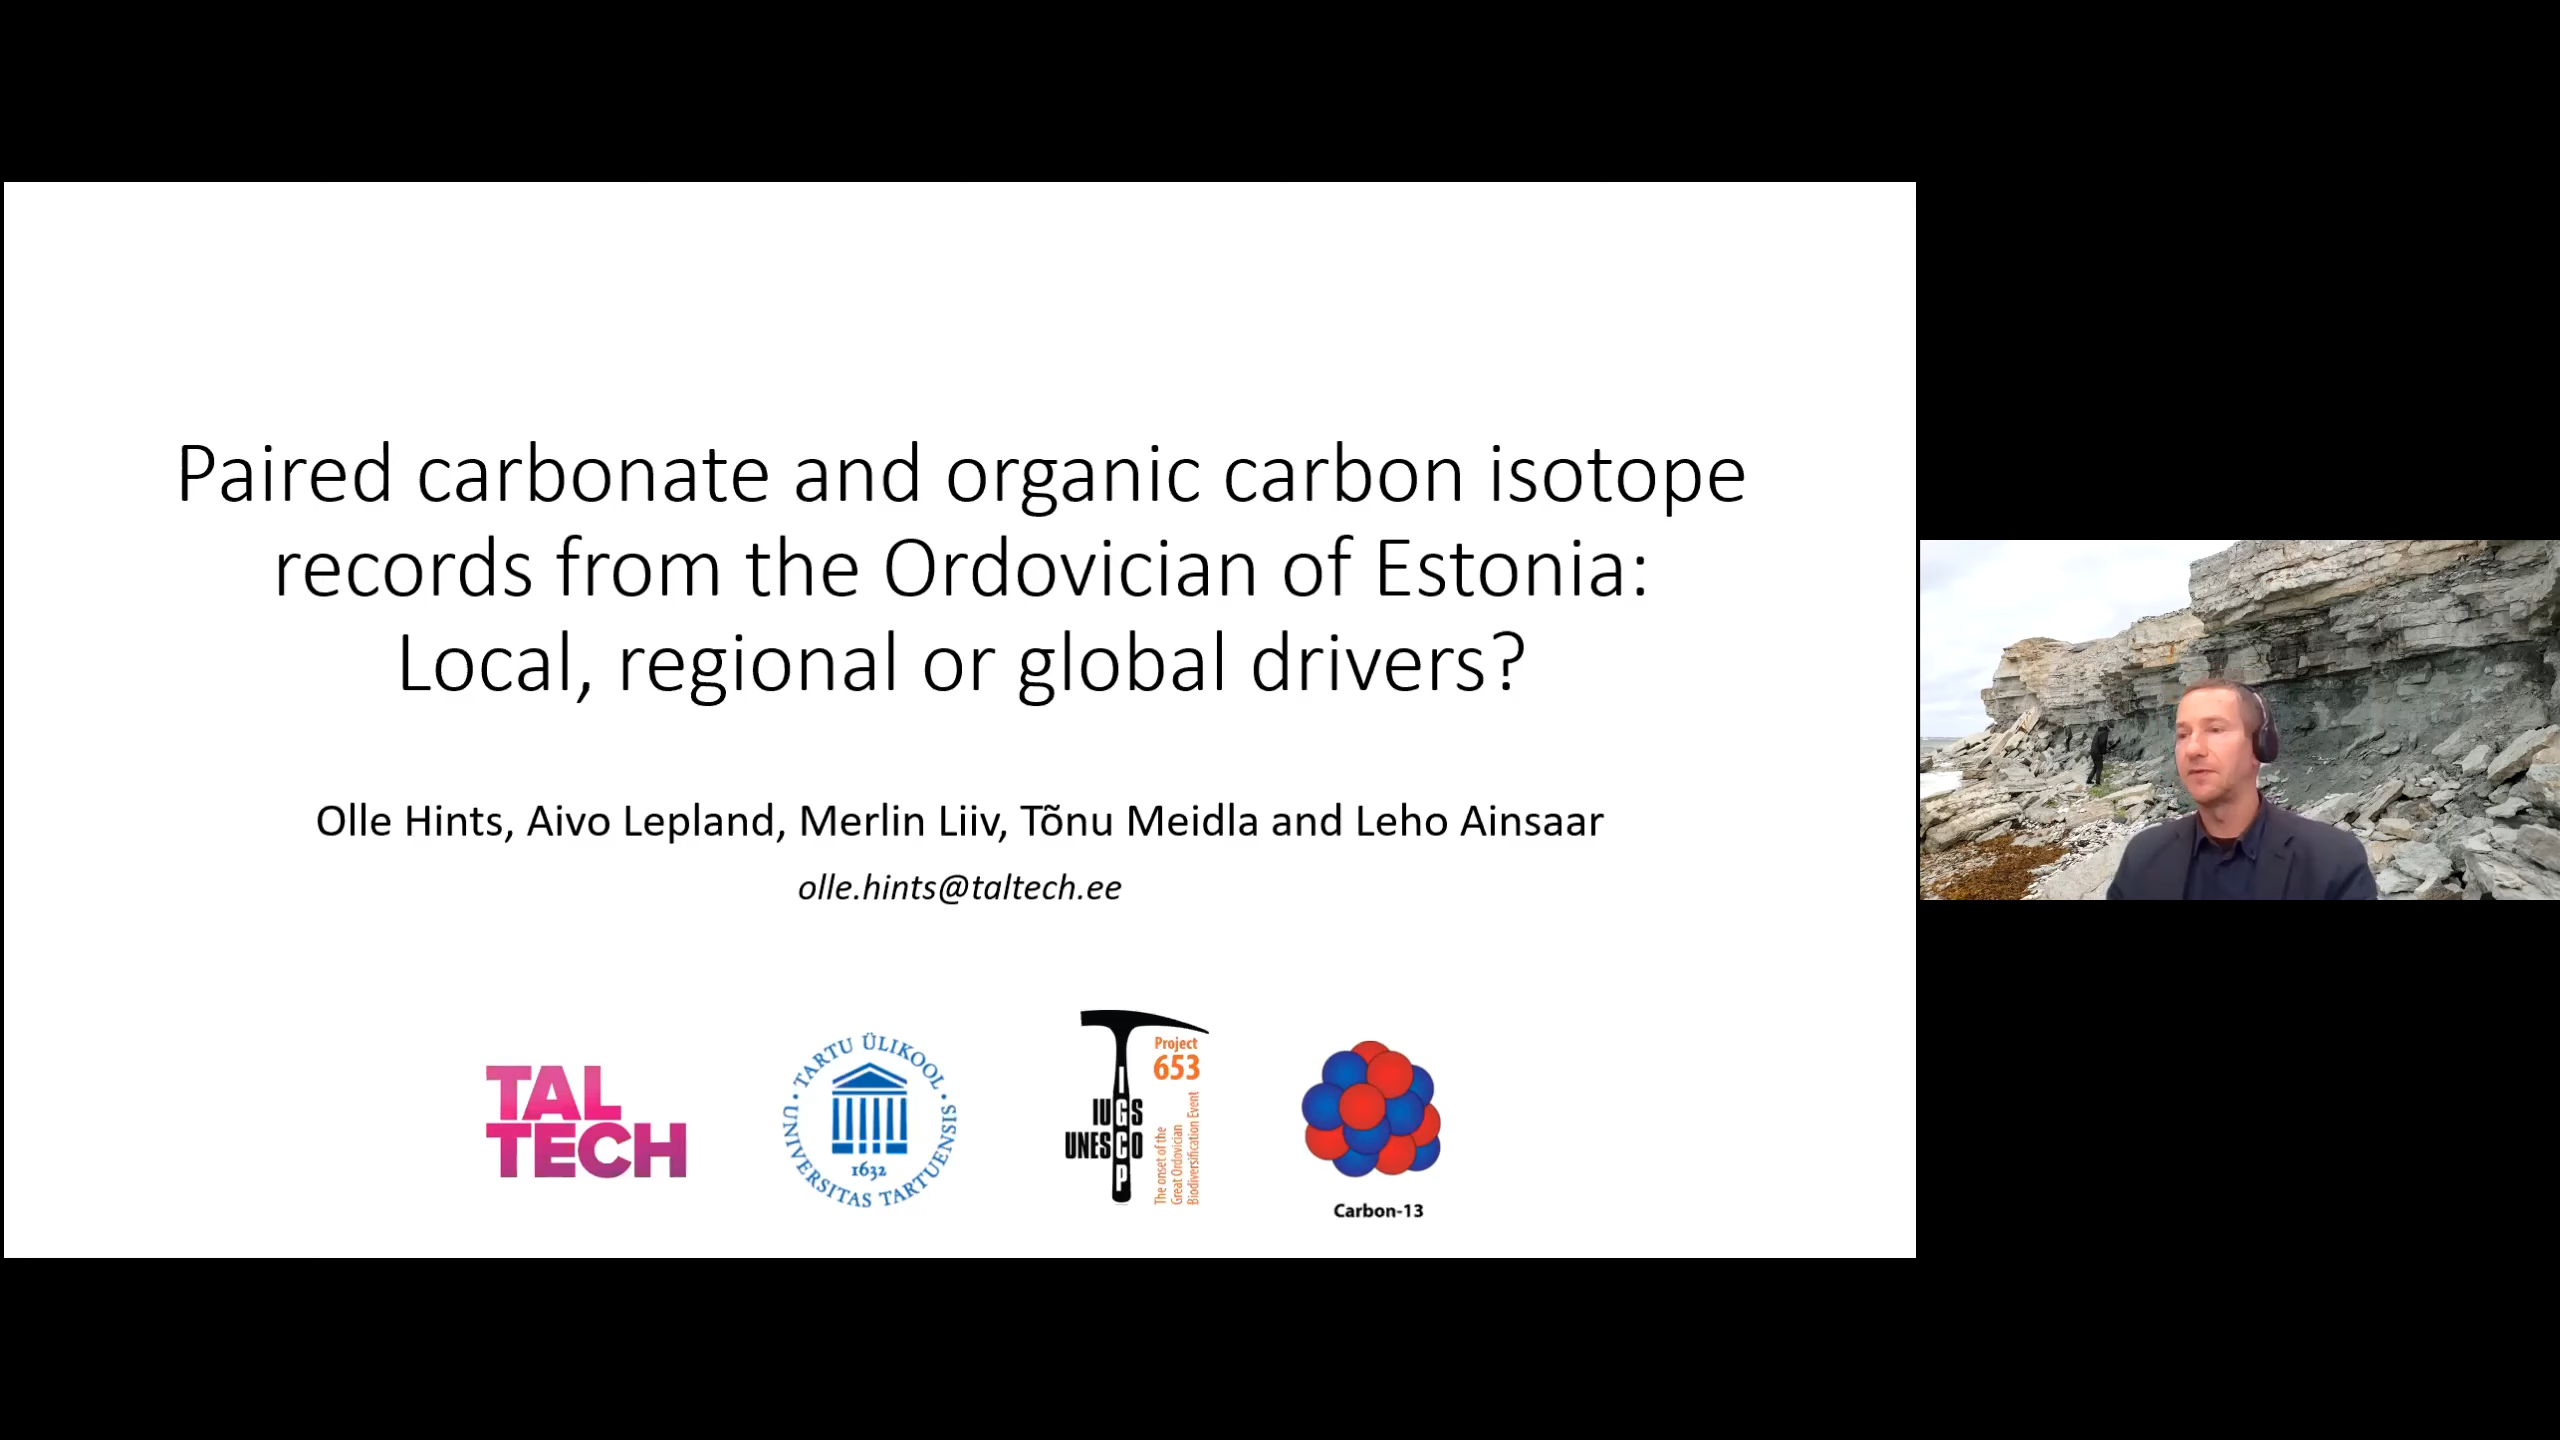 Paired carbonate and organic carbon isotope
records from the Ordovician of Estonia:
Local, regional or global drivers?
Olle Hints, Aivo Lepland, Merlin Liiv, Tõnu Meidla and Leho Ainsaar
olle.hints@taltech.ee
TAL
TECH
TARTU ÜLIKOOL
UNIVERSITAS TARTUENSIS
1632
IUGS
UNESCO
IGCP
Project
653
The onset of the
Great Ordovician
Biodiversification Event
Carbon-13